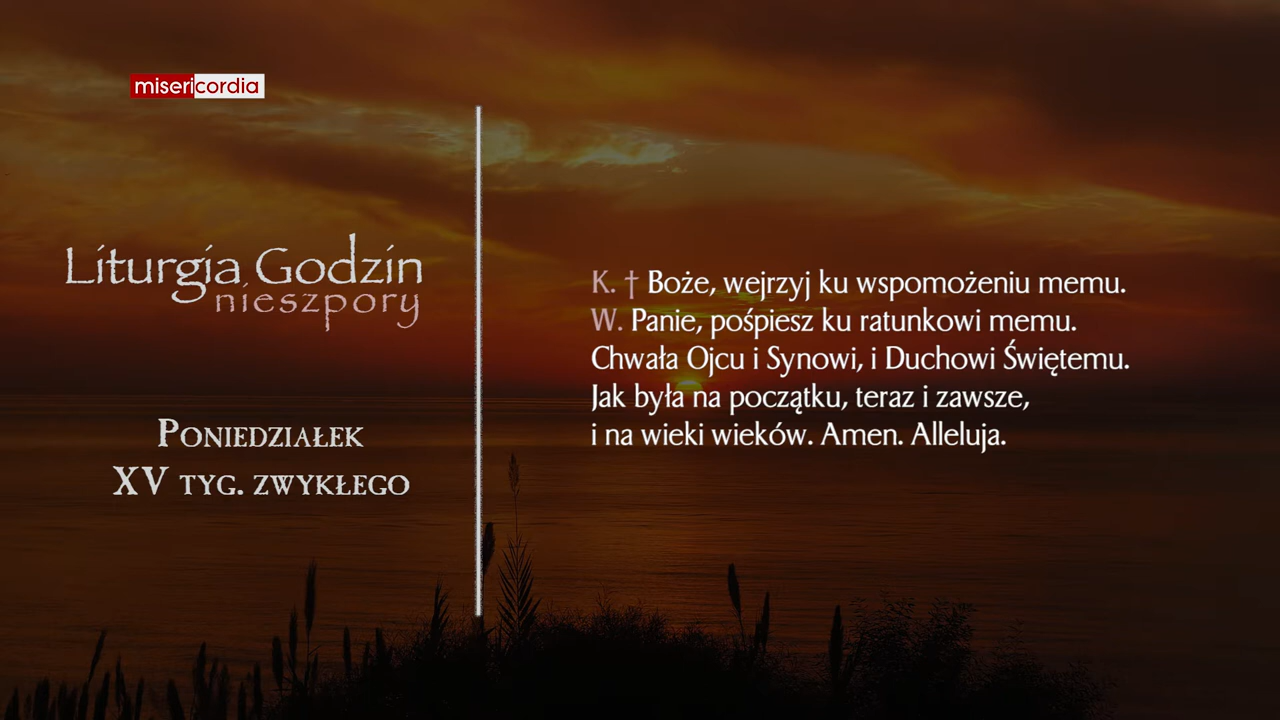 misericordia
Liturgia Godzin
nieszpory
Poniedziałek
XV tyg. zwykłego
K. † Boże, wejrzyj ku wspomożeniu memu.
W. Panie, pośpiesz ku ratunkowi memu.
Chwała Ojcu i Synowi, i Duchowi Świętemu.
Jak była na początku, teraz i zawsze,
i na wieki wieków. Amen. Alleluja.